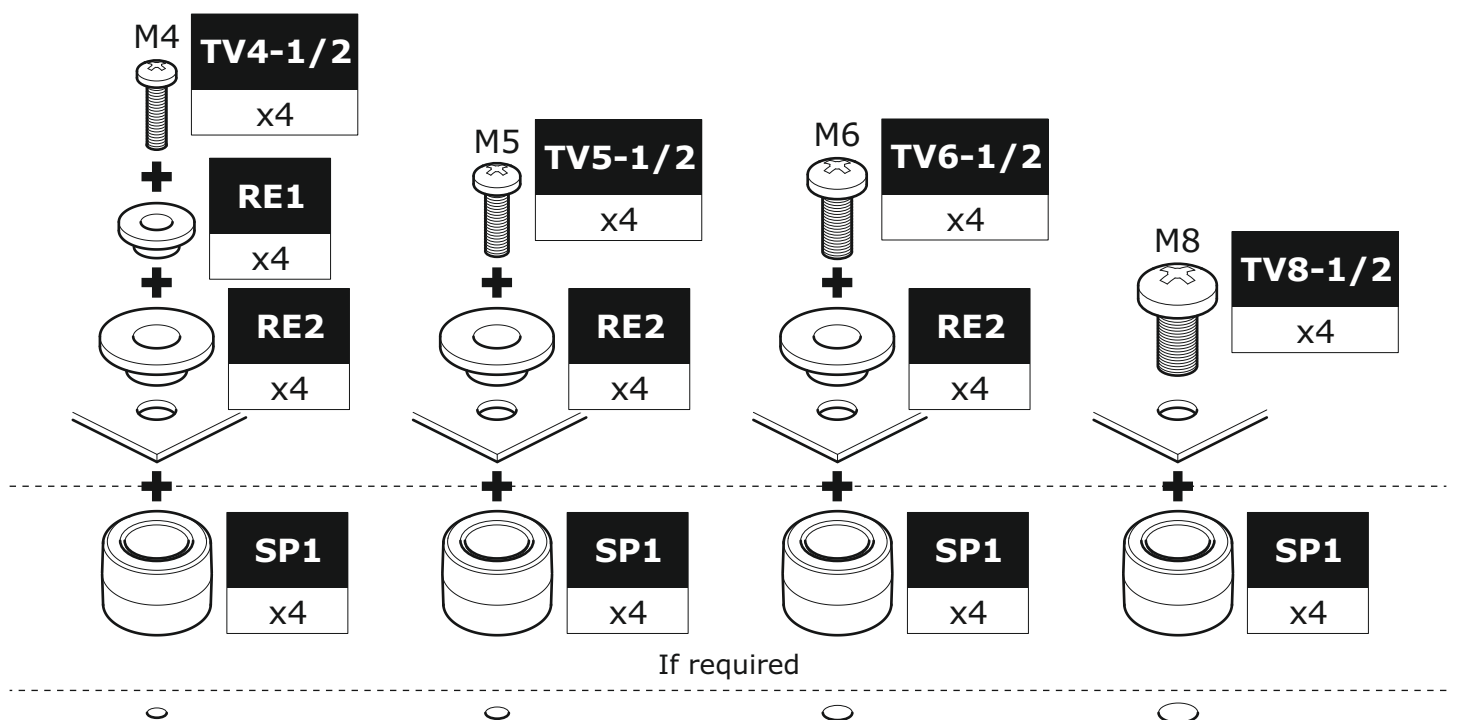 M4
TV4-1/2
x4
RE1
x4
RE2
x4
M5
TV5-1/2
x4
RE2
x4
M6
TV6-1/2
x4
RE2
x4
M8
TV8-1/2
x4
SP1
x4
SP1
x4
SP1
x4
SP1
x4
If required